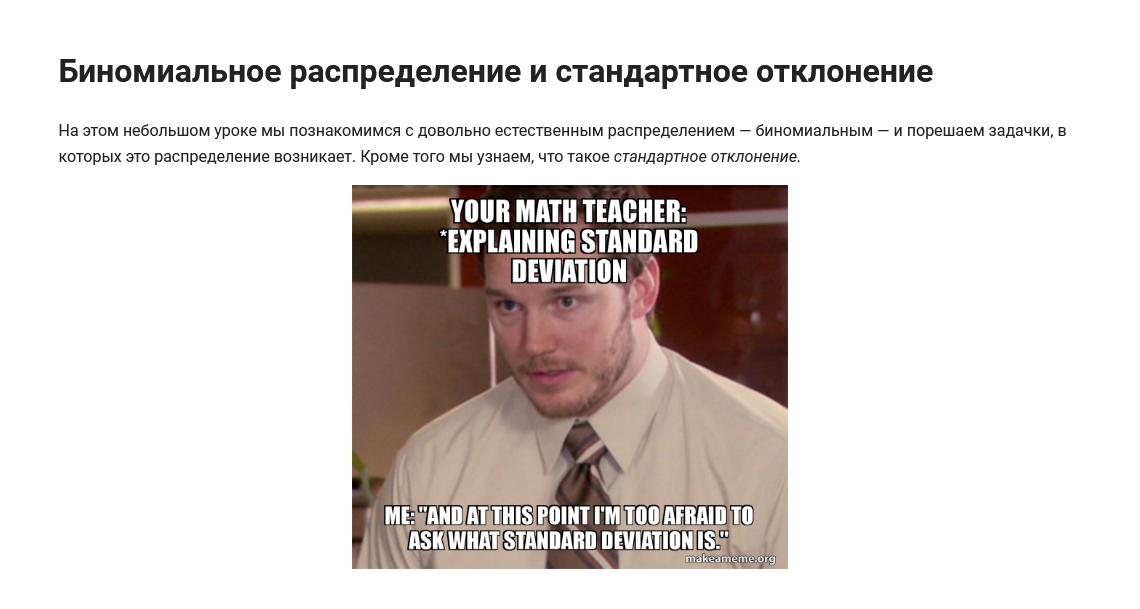 Биномиальное распределение и стандартное отклонение
На этом небольшом уроке мы познакомимся с довольно естественным распределением — биномиальным — и порешаем задачки, в
которых это распределение возникает. Кроме того мы узнаем, что такое стандартное отклонение.
YOUR MATH TEACHER:
*EXPLAINING STANDARD
DEVIATION
ME: "AND AT THIS POINT I'M TOO AFRAID TO
ASK WHAT STANDARD DEVIATION IS."
makeameme.org